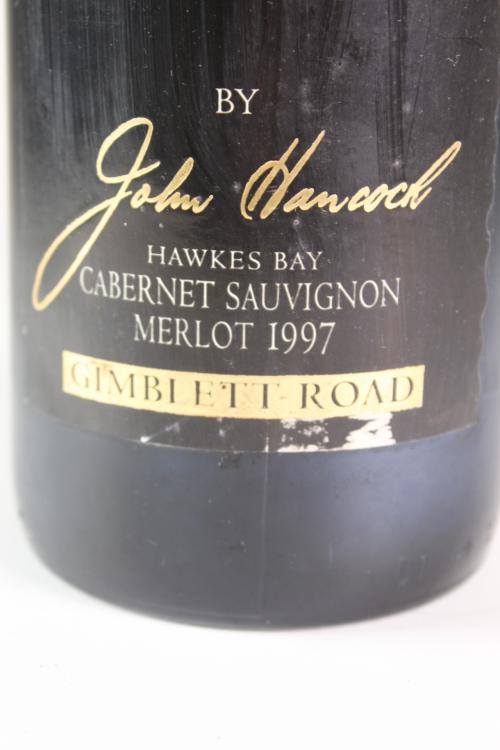 BY
John Hancock
HAWKES BAY
CABERNET SAUVIGNON
MERLOT 1997
GIMBLETT ROAD